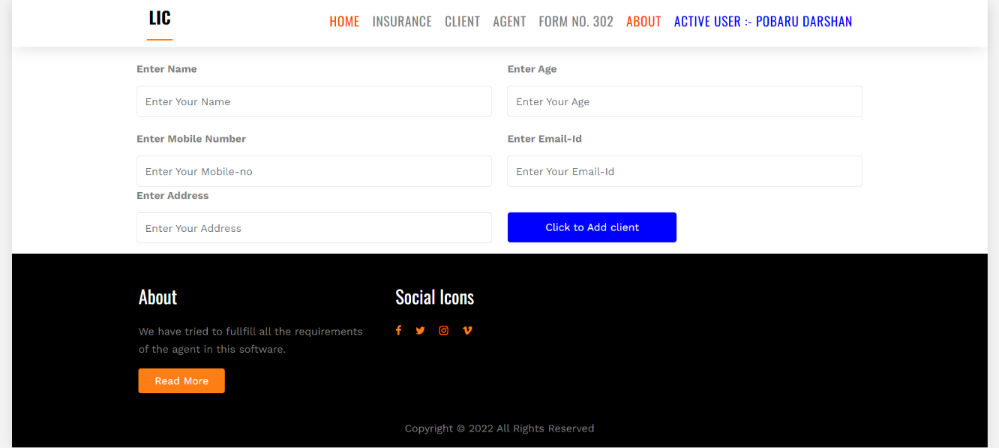 LIC
HOME INSURANCE CLIENT AGENT FORM NO. 302 ABOUT ACTIVE USER :- POBARU DARSHAN
Enter Name
Enter Age
Enter Your Name
Enter Your Age
Enter Mobile Number
Enter Email-Id
Enter Your Mobile-no
Enter Your Email-Id
Enter Address
Enter Your Address
Click to Add client
About
We have tried to fullfill all the requirements
of the agent in this software.
Read More
Social Icons
Copyright © 2022 All Rights Reserved